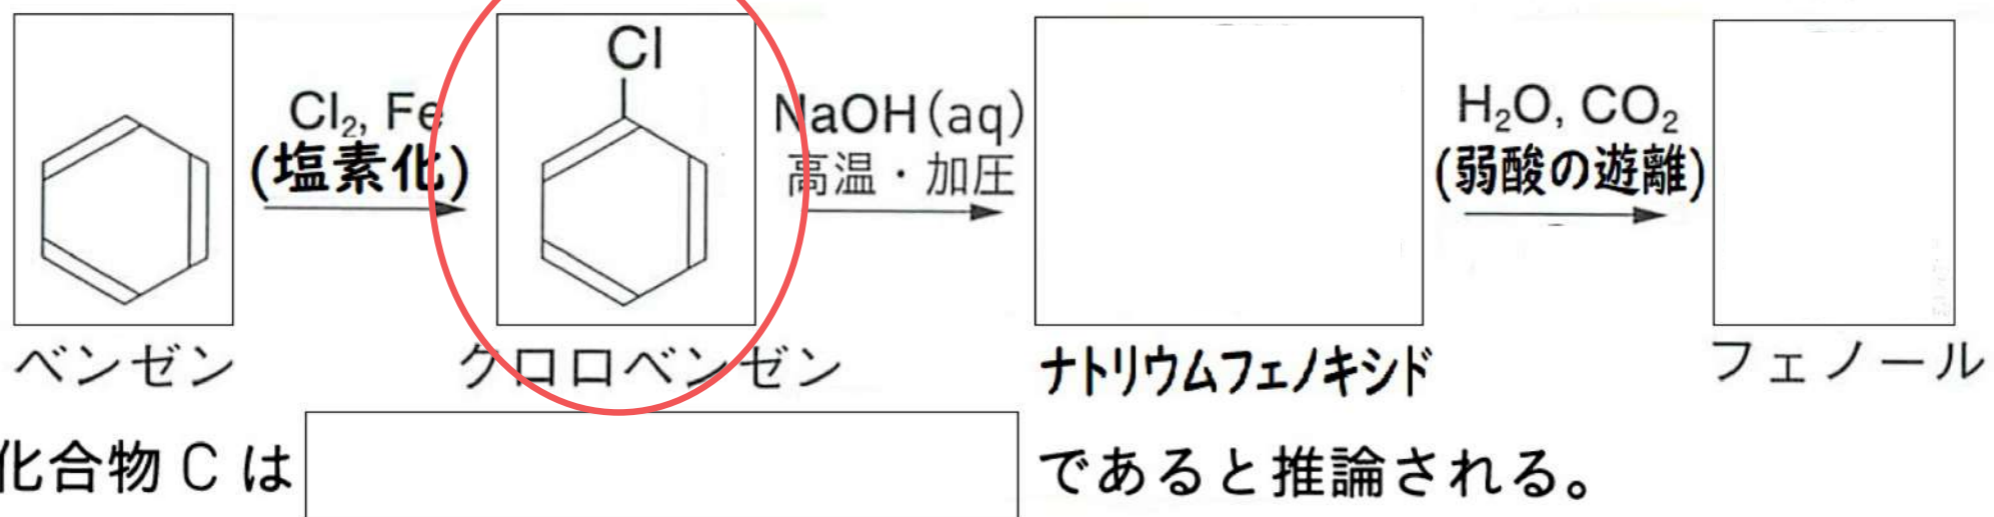 Cl
Cl₂, Fe
(塩素化)
NaOH(aq)
高温・加圧
H₂O, CO₂
(弱酸の遊離)
ベンゼン
クロロベンゼン
ナトリウムフェノキシド
フェノール
化合物 C は
であると推論される。